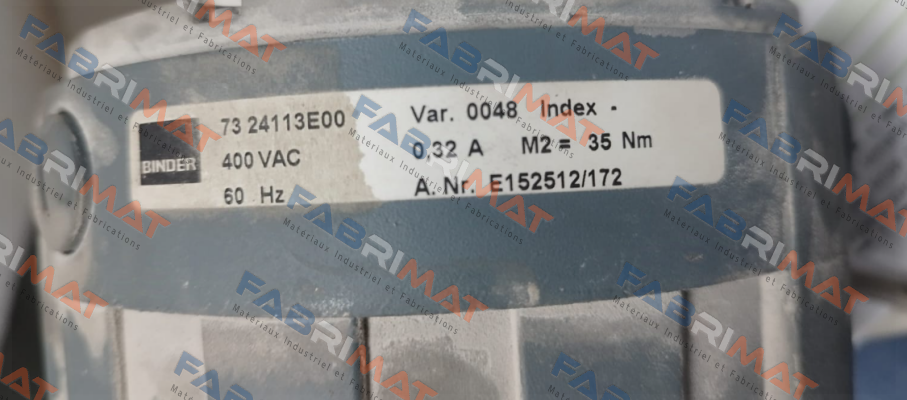 BINDER
73 24113E00
400 VAC
60 Hz
Var. 0048 Index -
0,32 A M2 = 35 Nm
A.Nr. E152512/172
FABRIMAT
Matériaux Industriel et Fabrications